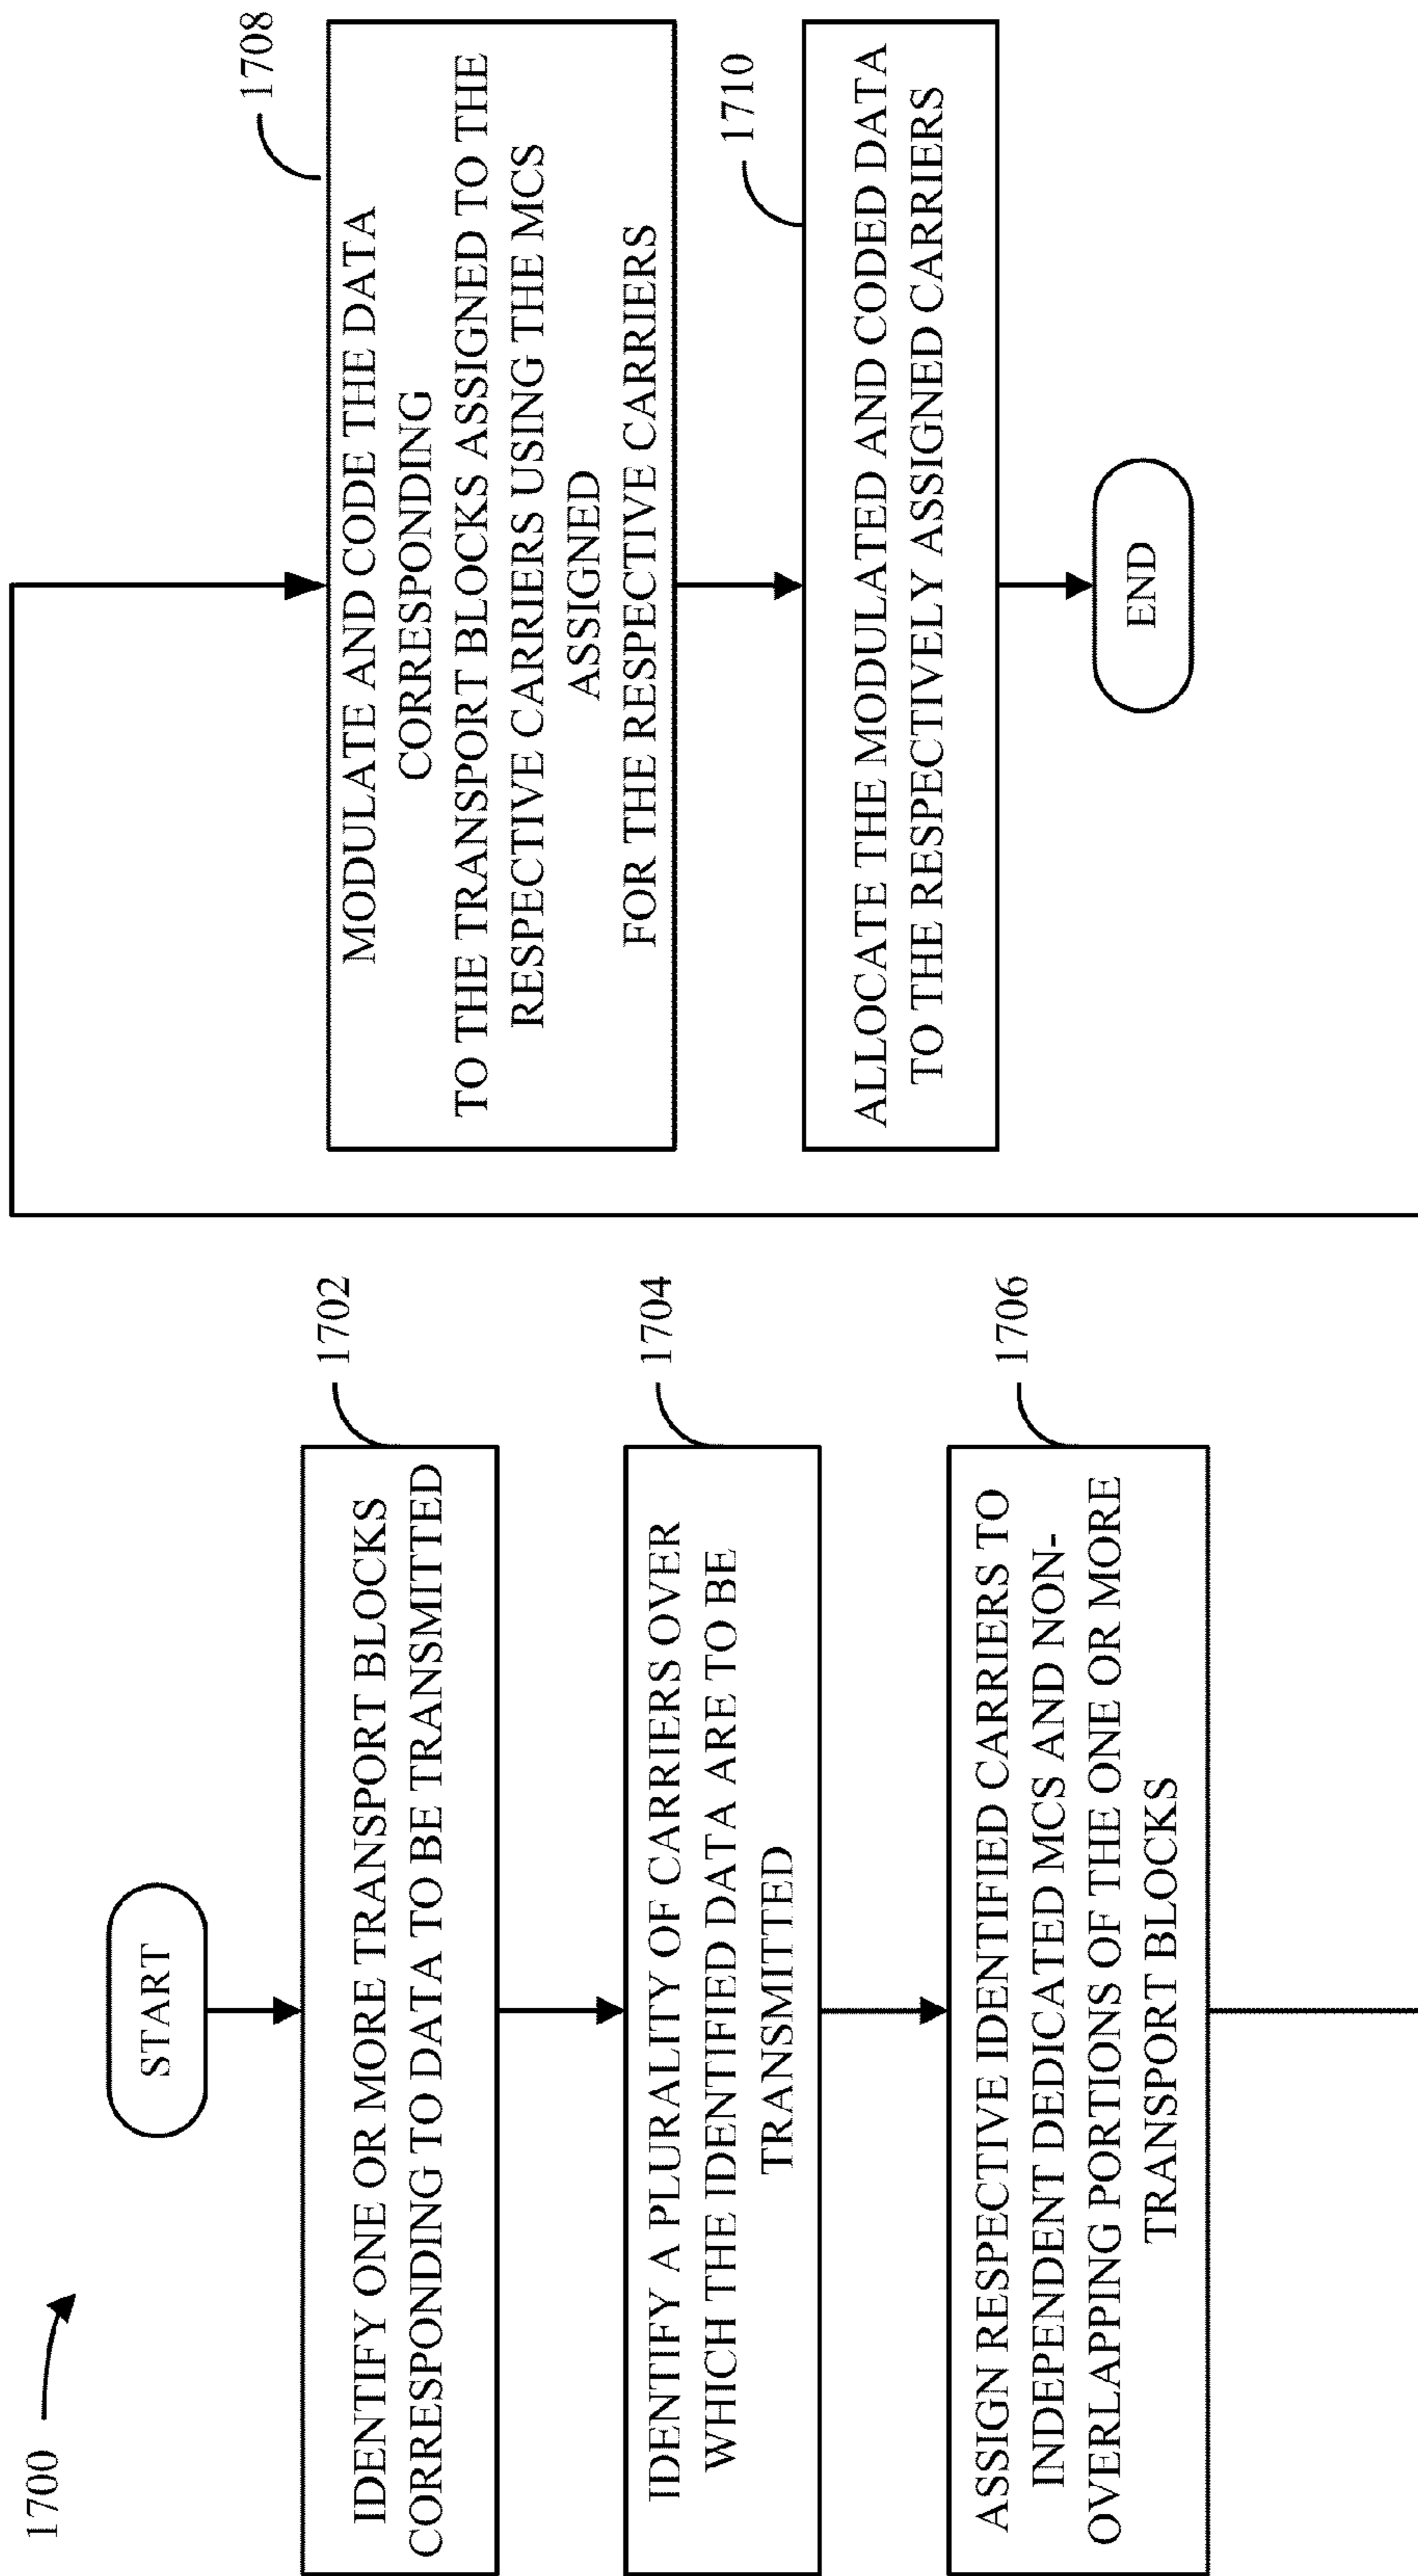 1700
START
IDENTIFY ONE OR MORE TRANSPORT BLOCKS
CORRESPONDING TO DATA TO BE TRANSMITTED
1702
IDENTIFY A PLURALITY OF CARRIERS OVER
WHICH THE IDENTIFIED DATA ARE TO BE
TRANSMITTED
1704
ASSIGN RESPECTIVE IDENTIFIED CARRIERS TO
INDEPENDENT DEDICATED MCS AND NON-
OVERLAPPING PORTIONS OF THE ONE OR MORE
TRANSPORT BLOCKS
1706
MODULATE AND CODE THE DATA
CORRESPONDING
TO THE TRANSPORT BLOCKS ASSIGNED TO THE
RESPECTIVE CARRIERS USING THE MCS
ASSIGNED
FOR THE RESPECTIVE CARRIERS
1708
ALLOCATE THE MODULATED AND CODED DATA
TO THE RESPECTIVELY ASSIGNED CARRIERS
1710
END